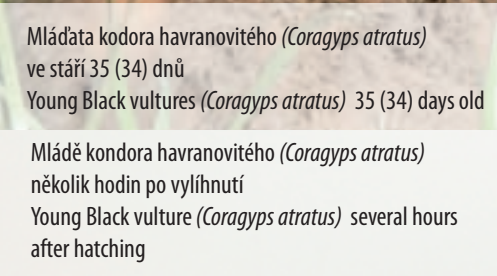 Mláďata kodora havranovitého (Coragyps atratus)
ve stáří 35 (34) dnů
Young Black vultures (Coragyps atratus) 35 (34) days old
Mládě kondora havranovitého (Coragyps atratus)
několik hodin po vylíhnutí
Young Black vulture (Coragyps atratus) several hours
after hatching